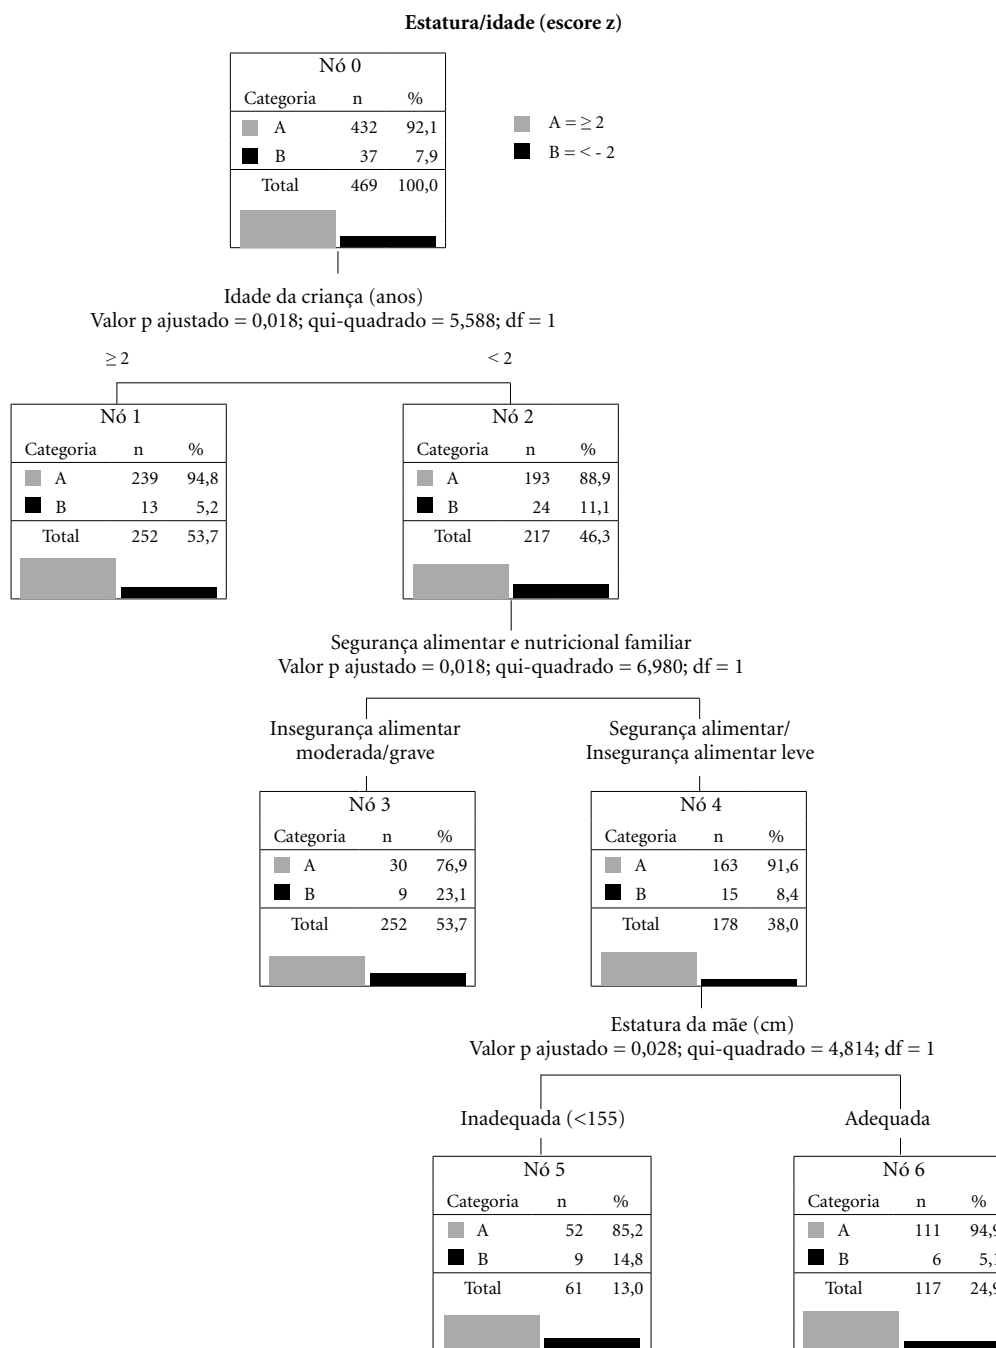 Estatura/idade (escore z)
Nó 0
Categoria n %
A 432 92,1
B 37 7,9
Total 469 100,0
A = ≥ 2
B = < - 2
Idade da criança (anos)
Valor p ajustado = 0,018; qui-quadrado = 5,588; df = 1
≥ 2
< 2
Nó 1
Categoria n %
A 239 94,8
B 13 5,2
Total 252 53,7
Nó 2
Categoria n %
A 193 88,9
B 24 11,1
Total 217 46,3
Segurança alimentar e nutricional familiar
Valor p ajustado = 0,018; qui-quadrado = 6,980; df = 1
Insegurança alimentar
moderada/grave
Segurança alimentar/
Insegurança alimentar leve
Nó 3
Categoria n %
A 30 76,9
B 9 23,1
Total 252 53,7
Nó 4
Categoria n %
A 163 91,6
B 15 8,4
Total 178 38,0
Estatura da mãe (cm)
Valor p ajustado = 0,028; qui-quadrado = 4,814; df = 1
Inadequada (<155)
Adequada
Nó 5
Categoria n %
A 52 85,2
B 9 14,8
Total 61 13,0
Nó 6
Categoria n %
A 111 94,9
B 6 5,1
Total 117 24,9